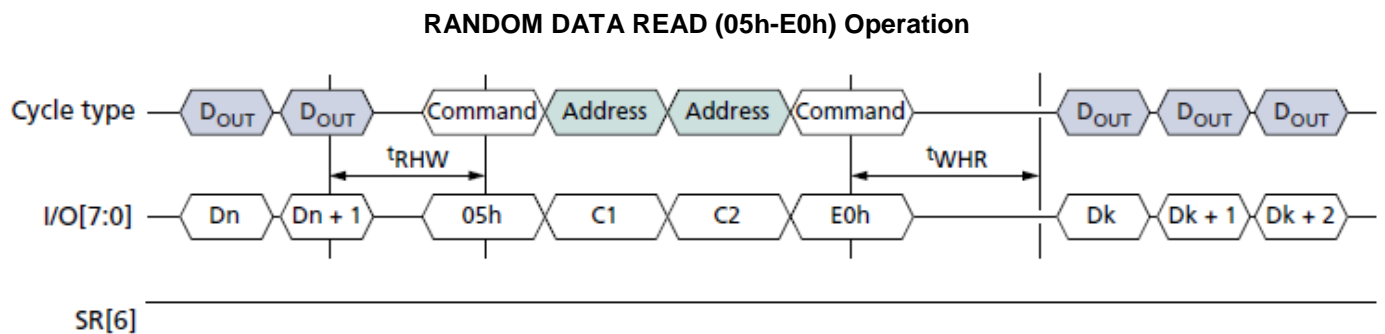 RANDOM DATA READ (05h-E0h) Operation
Cycle type DOUT DOUT Command Address Address Command DOUT DOUT DOUT
tRHW tWHR
I/O[7:0] Dn Dn + 1 05h C1 C2 E0h Dk Dk + 1 Dk + 2
SR[6]